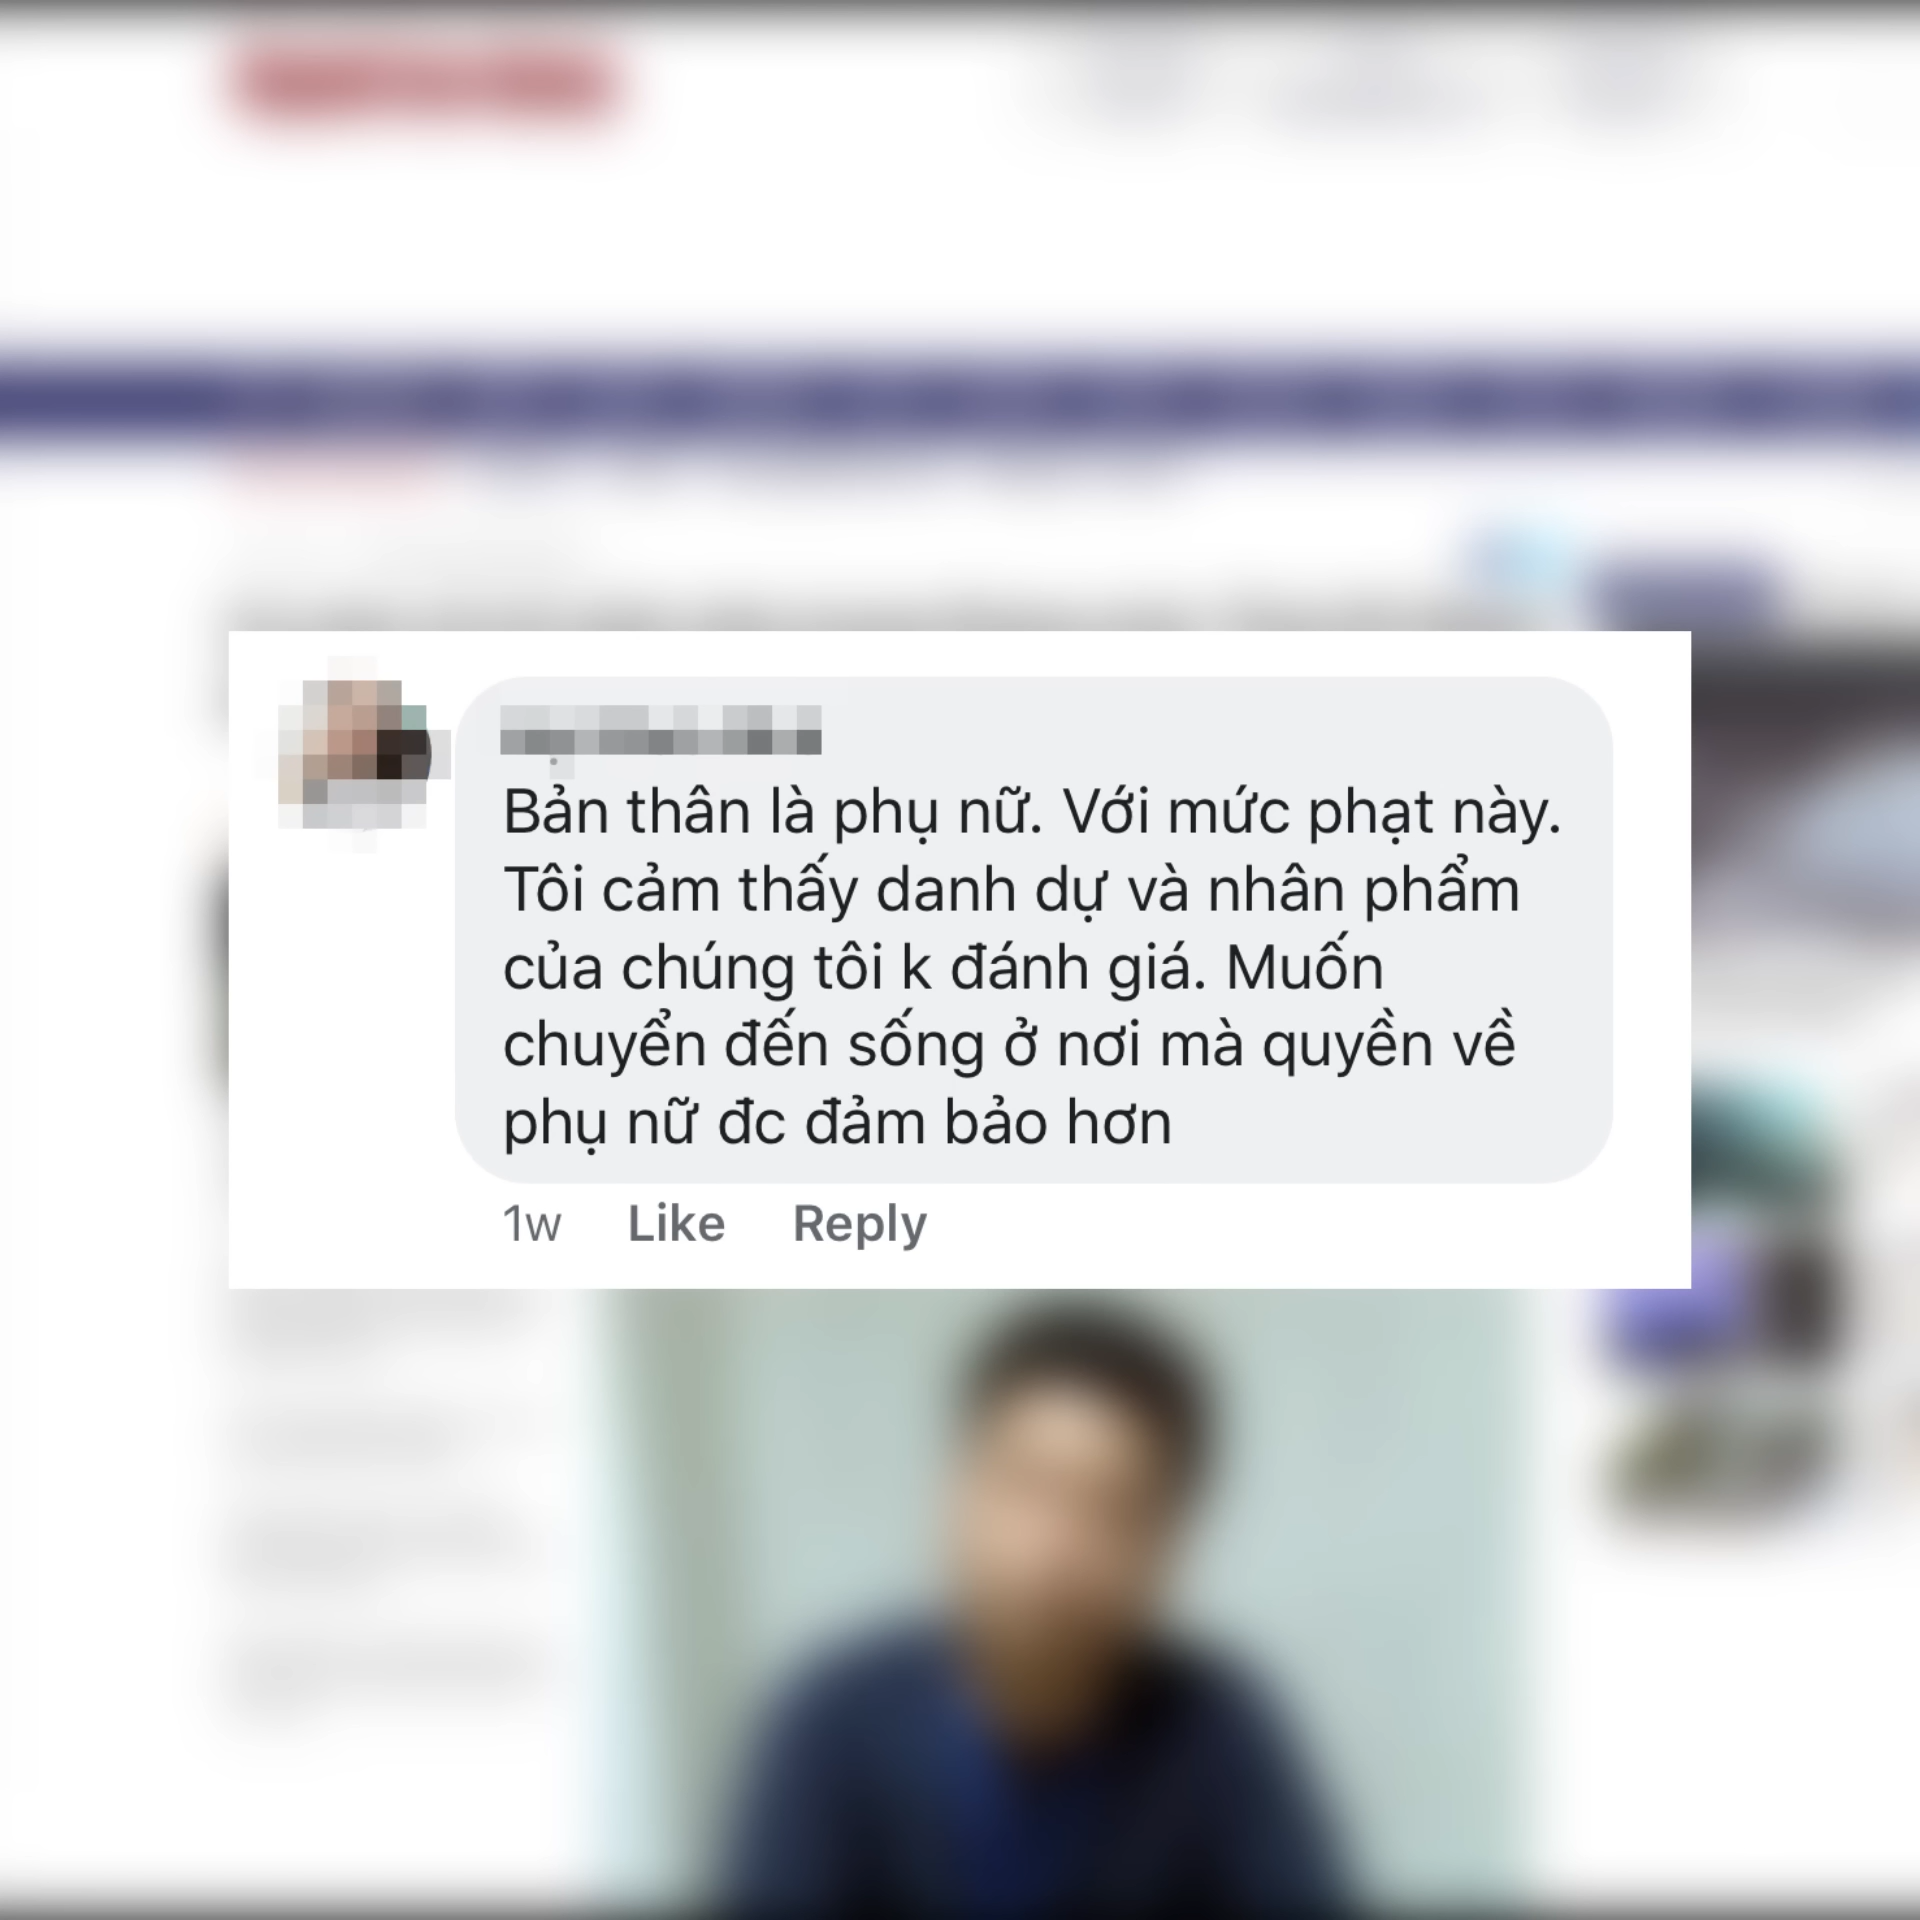 Bản thân là phụ nữ. Với mức phạt này.
Tôi cảm thấy danh dự và nhân phẩm
của chúng tôi k đánh giá. Muốn
chuyển đến sống ở nơi mà quyền về
phụ nữ đc đảm bảo hơn
1w Like Reply